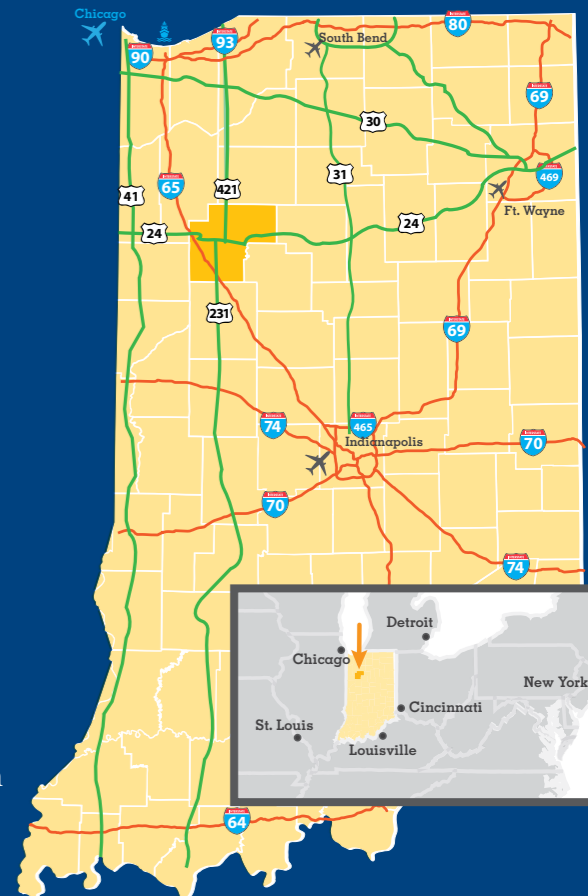 Chicago
80
93
South Bend
90
69
30
31
469
65
421
41
Ft. Wayne
24
24
231
69
74
465
Indianapolis
70
70
74
Detroit
Chicago
New York
Cincinnati
St. Louis
Louisville
64